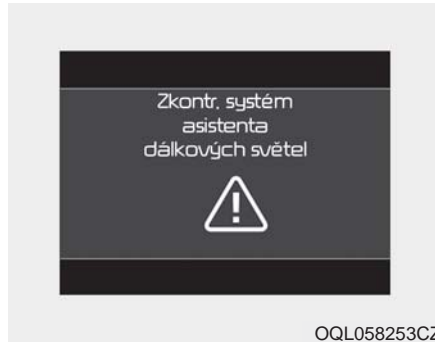 Zkontr. systém
asistenta
dálkových světel
OQL058253CZ